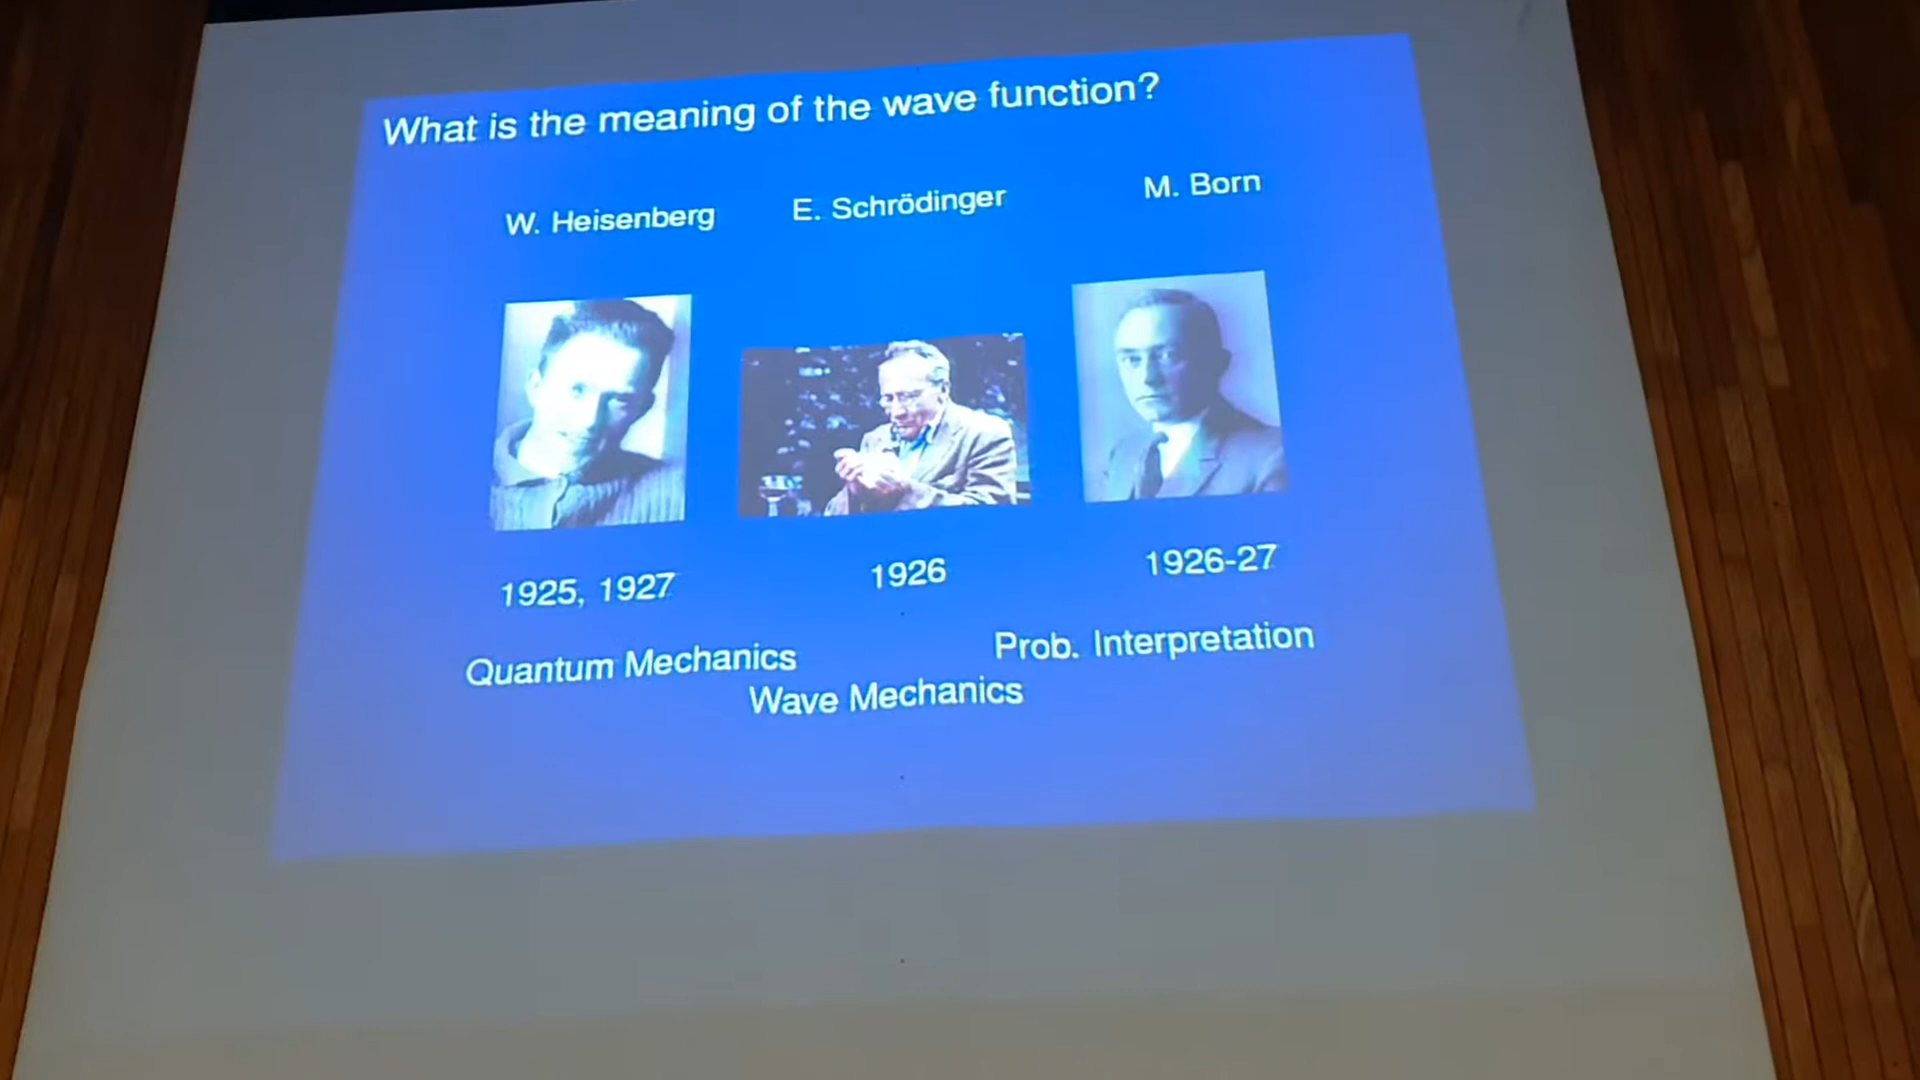 What is the meaning of the wave function?
W. Heisenberg
E. Schrödinger
M. Born
1925, 1927
1926
1926-27
Quantum Mechanics
Wave Mechanics
Prob. Interpretation